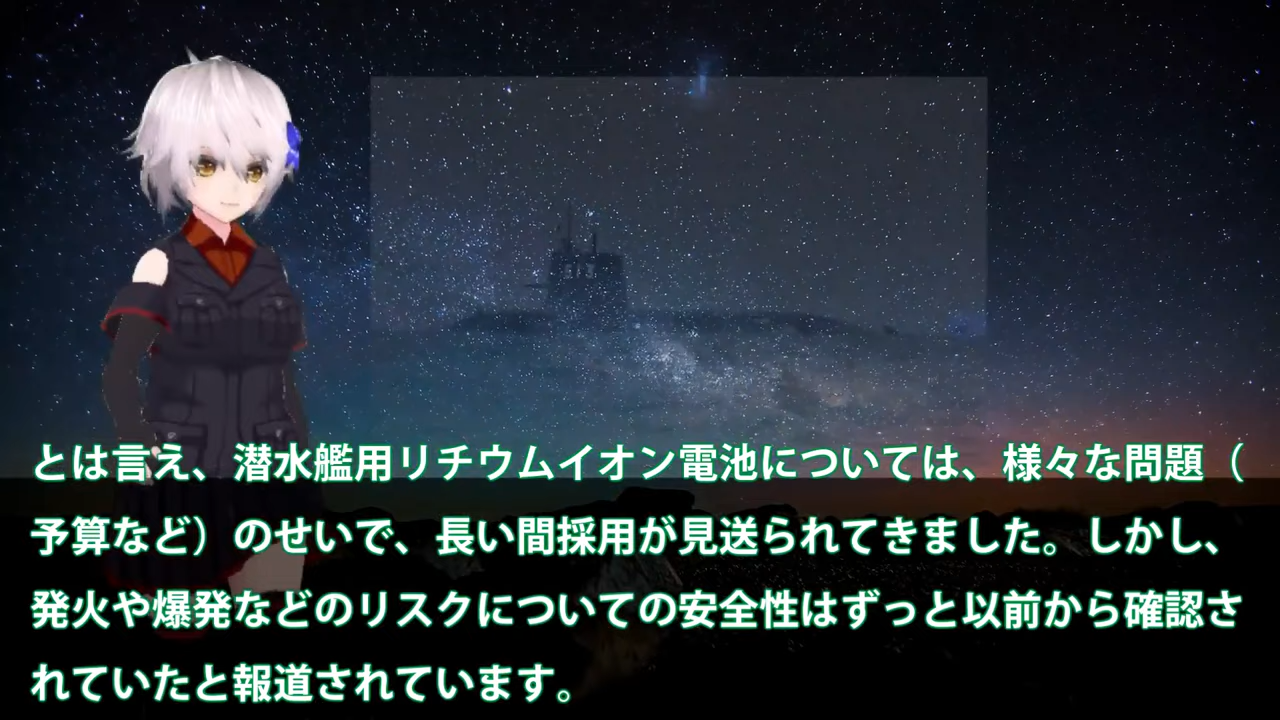 とは言え、潜水艦用リチウムイオン電池については、様々な問題（
予算など）のせいで、長い間採用が見送られてきました。しかし、
発火や爆発などのリスクについての安全性はずっと以前から確認さ
れていたと報道されています。